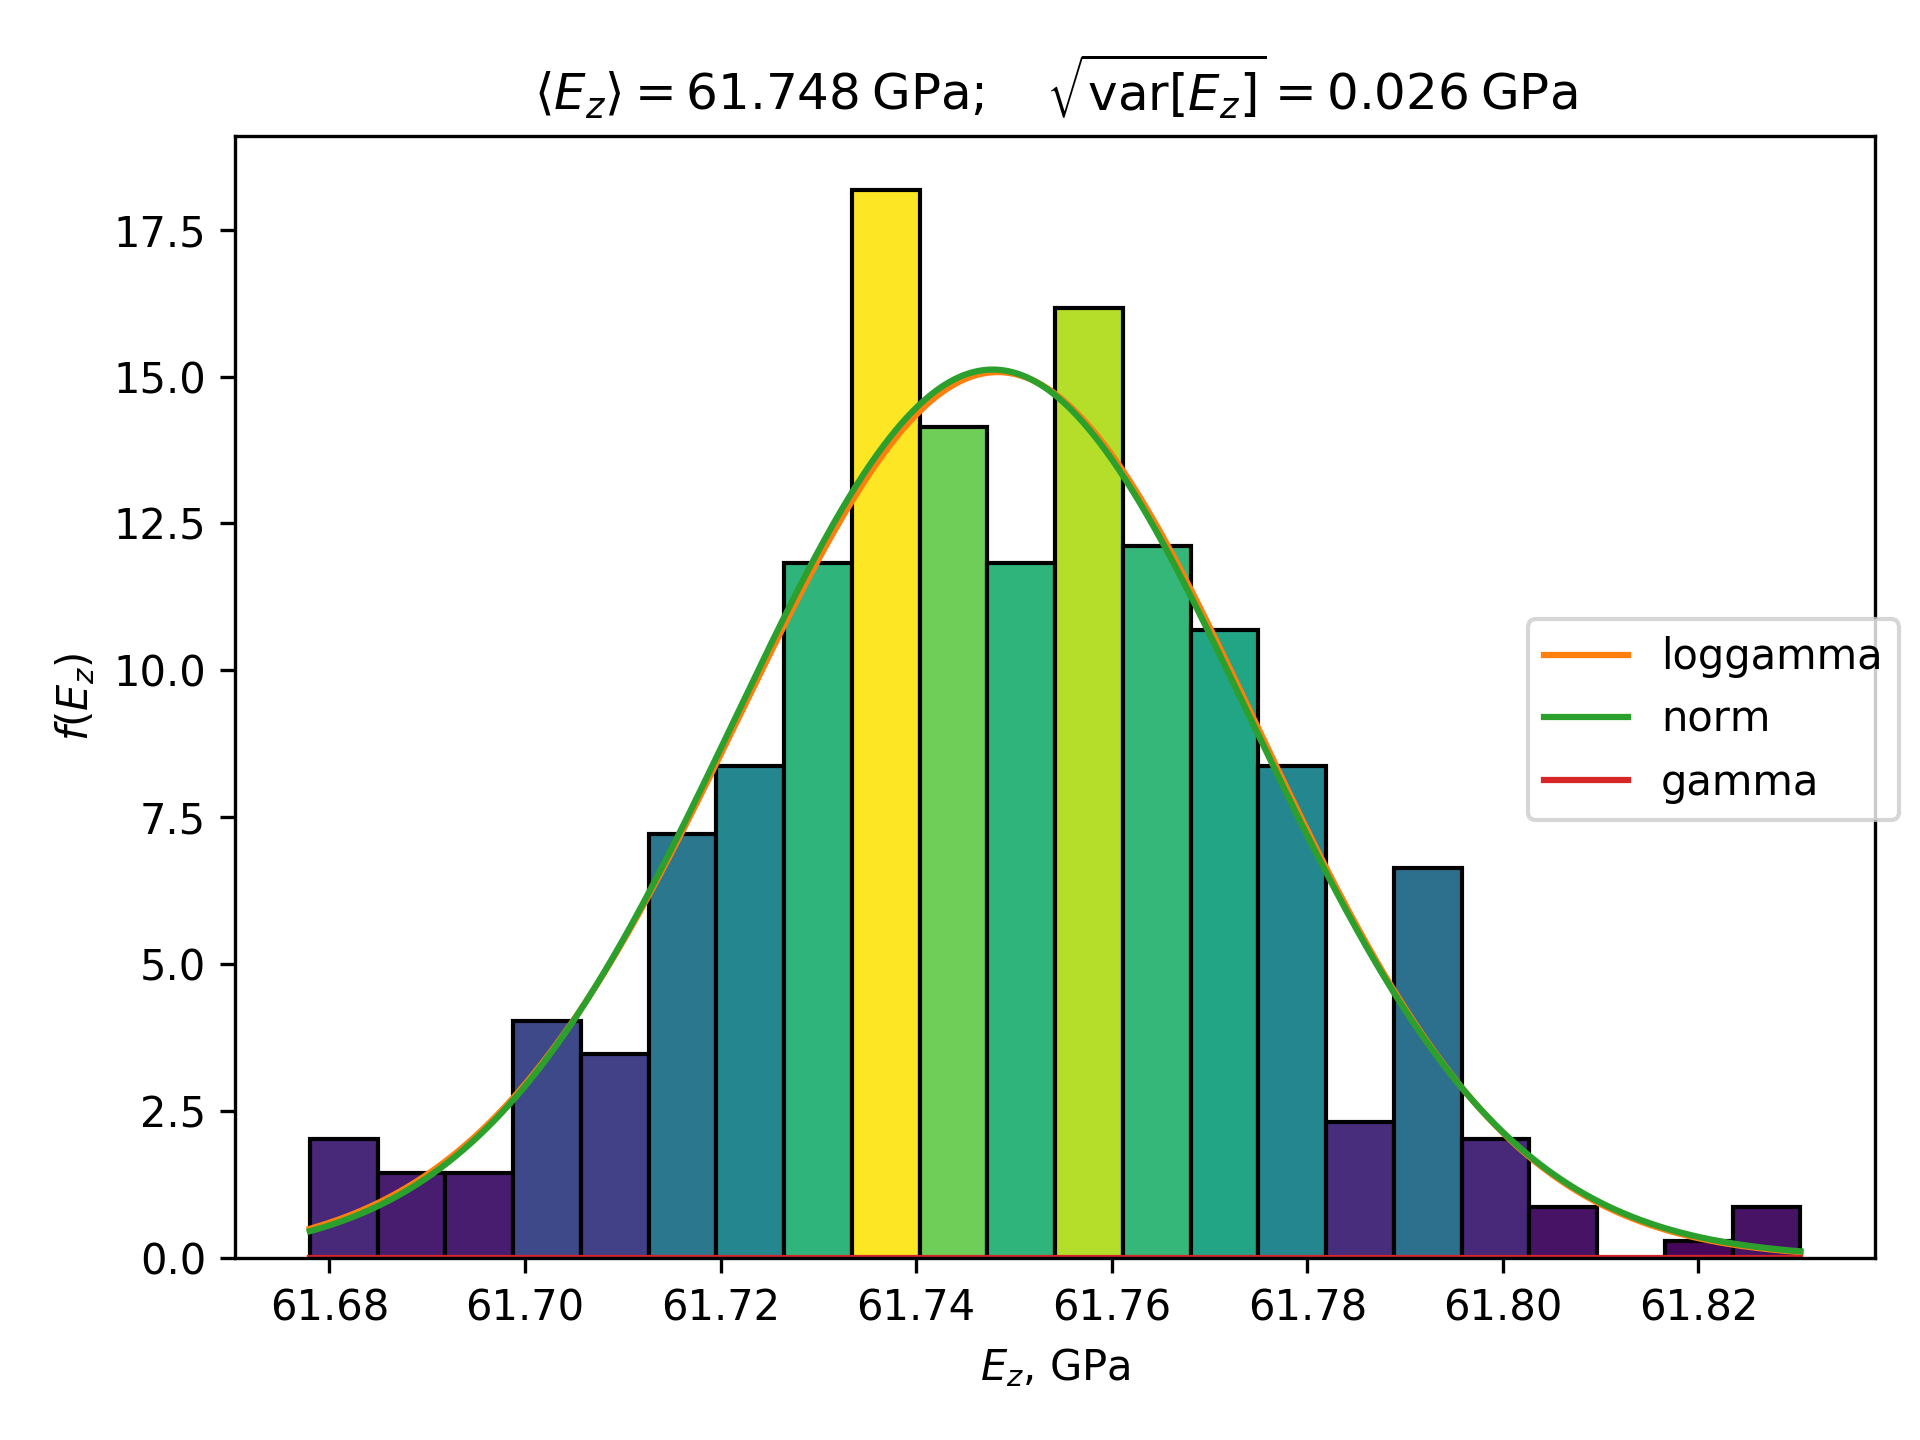 ⟨E_z⟩ = 61.748 GPa; √var[E_z] = 0.026 GPa
f(E_z)
17.5
15.0
12.5
10.0
7.5
5.0
2.5
0.0
loggamma
norm
gamma
61.68 61.70 61.72 61.74 61.76 61.78 61.80 61.82
E_z, GPa